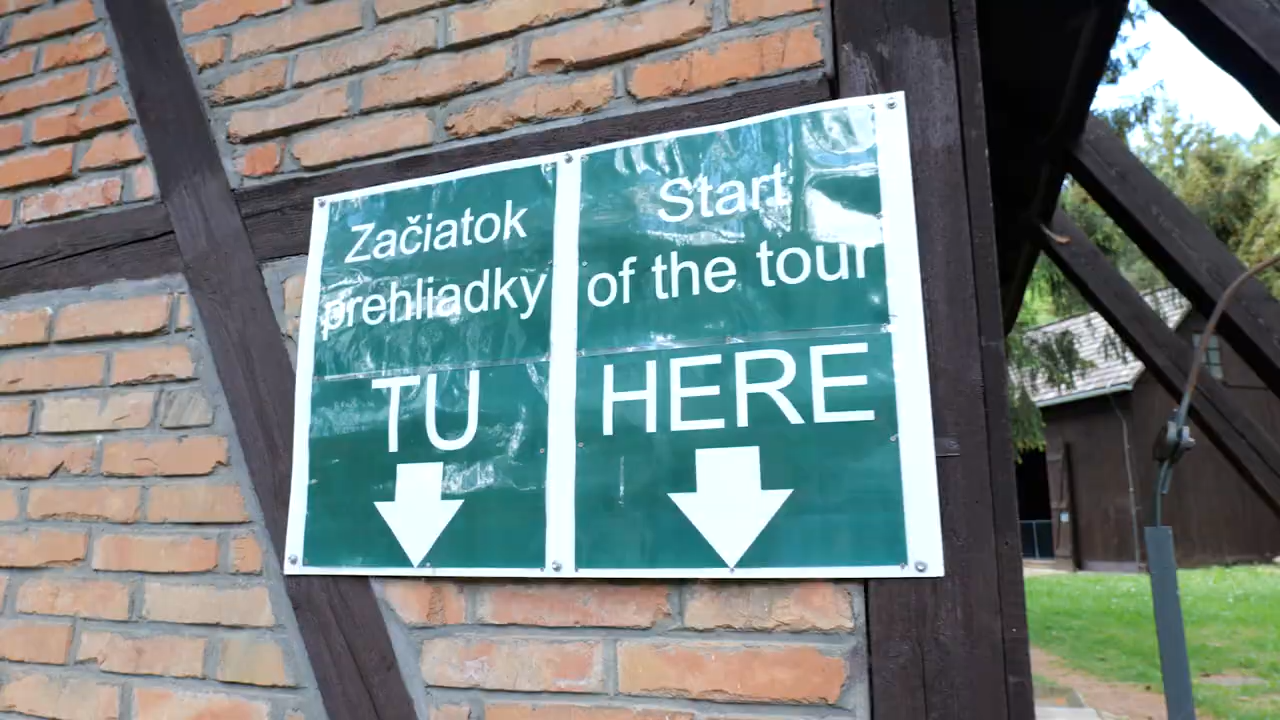 Začiatok
prehliadky
TU
Start
of the tour
HERE